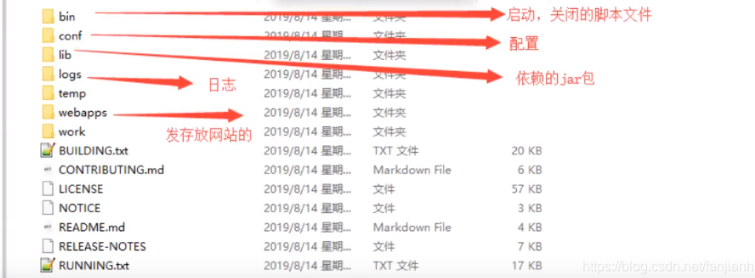 bin 2019/8/14 星期... 文件夹 启动，关闭的脚本文件
conf 2019/8/14 星期... 文件夹 配置
lib 2019/8/14 星期... 文件夹
logs 2019/8/14 星期... 文件夹 依赖的jar包
日志
temp 2019/8/14 星期... 文件夹
webapps 2019/8/14 星期... 文件夹
work 2019/8/14 星期... 文件夹
发存放网站的
BUILDING.txt 2019/8/14 星期... TXT 文件 20 KB
CONTRIBUTING.md 2019/8/14 星期... Markdown File 6 KB
LICENSE 2019/8/14 星期... 文件 57 KB
NOTICE 2019/8/14 星期... 文件 3 KB
README.md 2019/8/14 星期... Markdown File 4 KB
RELEASE-NOTES 2019/8/14 星期... 文件 7 KB
RUNNING.txt 2019/8/14 星期... TXT 文件 17 KB
https://blog.csdn.net/fanjianh